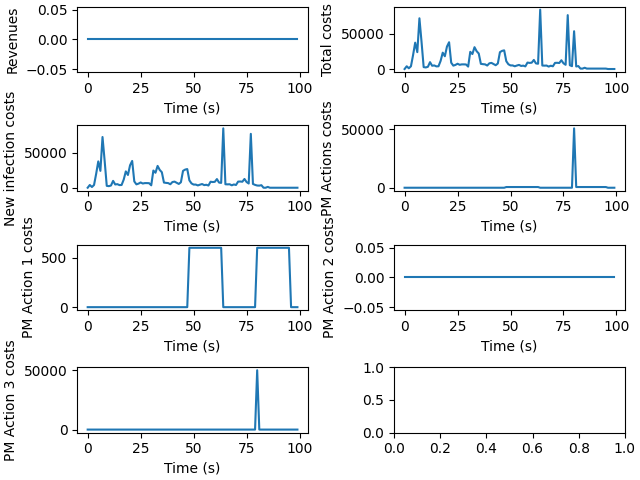 Revenues
0.05
0.00
−0.05
0 25 50 75 100
Time (s)
Total costs
50000
0
0 25 50 75 100
Time (s)
New infection costs
50000
0
0 25 50 75 100
Time (s)
PM Actions costs
50000
0
0 25 50 75 100
Time (s)
PM Action 1 costs
500
0
0 25 50 75 100
Time (s)
PM Action 2 costs
0.05
0.00
−0.05
0 25 50 75 100
Time (s)
PM Action 3 costs
50000
0
0 25 50 75 100
Time (s)
1.0
0.5
0.0
0.0 0.2 0.4 0.6 0.8 1.0